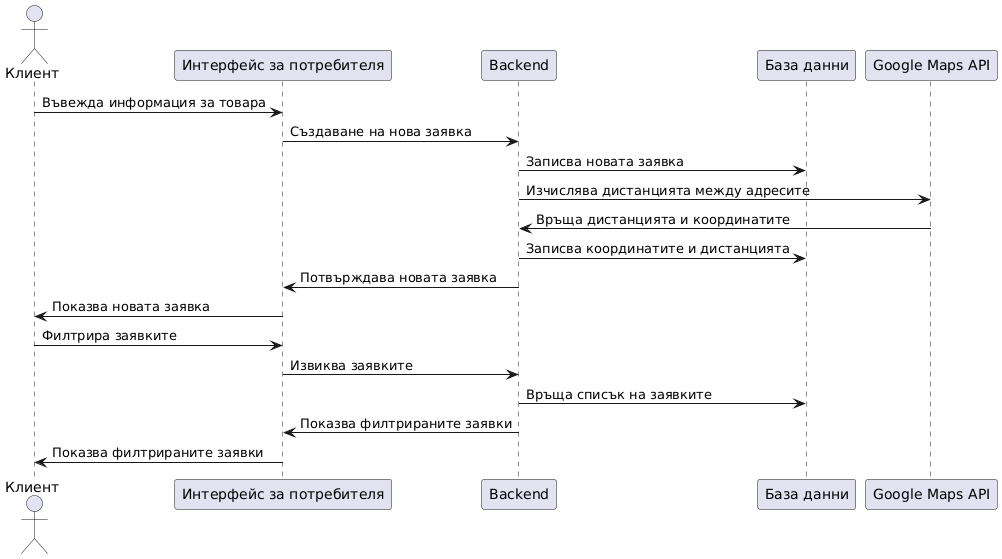 Клиент
Интерфейс за потребителя
Backend
База данни
Google Maps API
Въвежда информация за товара
Създаване на нова заявка
Записва новата заявка
Изчислява дистанцията между адресите
Връща дистанцията и координатите
Записва координатите и дистанцията
Потвърждава новата заявка
Показва новата заявка
Филтрира заявките
Извиква заявките
Връща списък на заявките
Показва филтрираните заявки
Показва филтрираните заявки
Клиент
Интерфейс за потребителя
Backend
База данни
Google Maps API